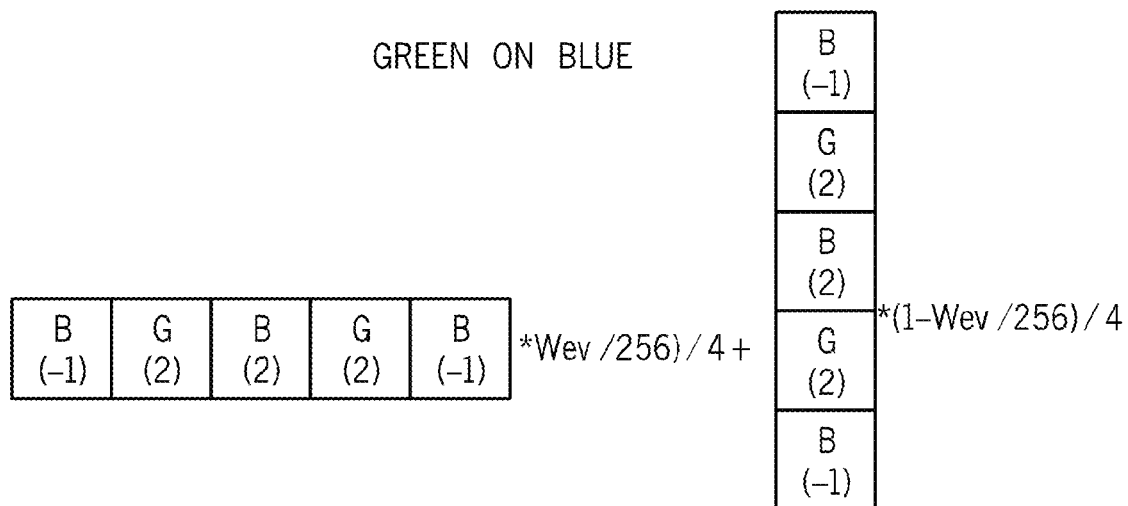 GREEN ON BLUE
B
(–1)
G
(2)
B
(2)
G
(2)
B
(–1)
*(1–Wev /256)/4
B G B G B
(–1) (2) (2) (2) (–1)
*Wev /256)/4+